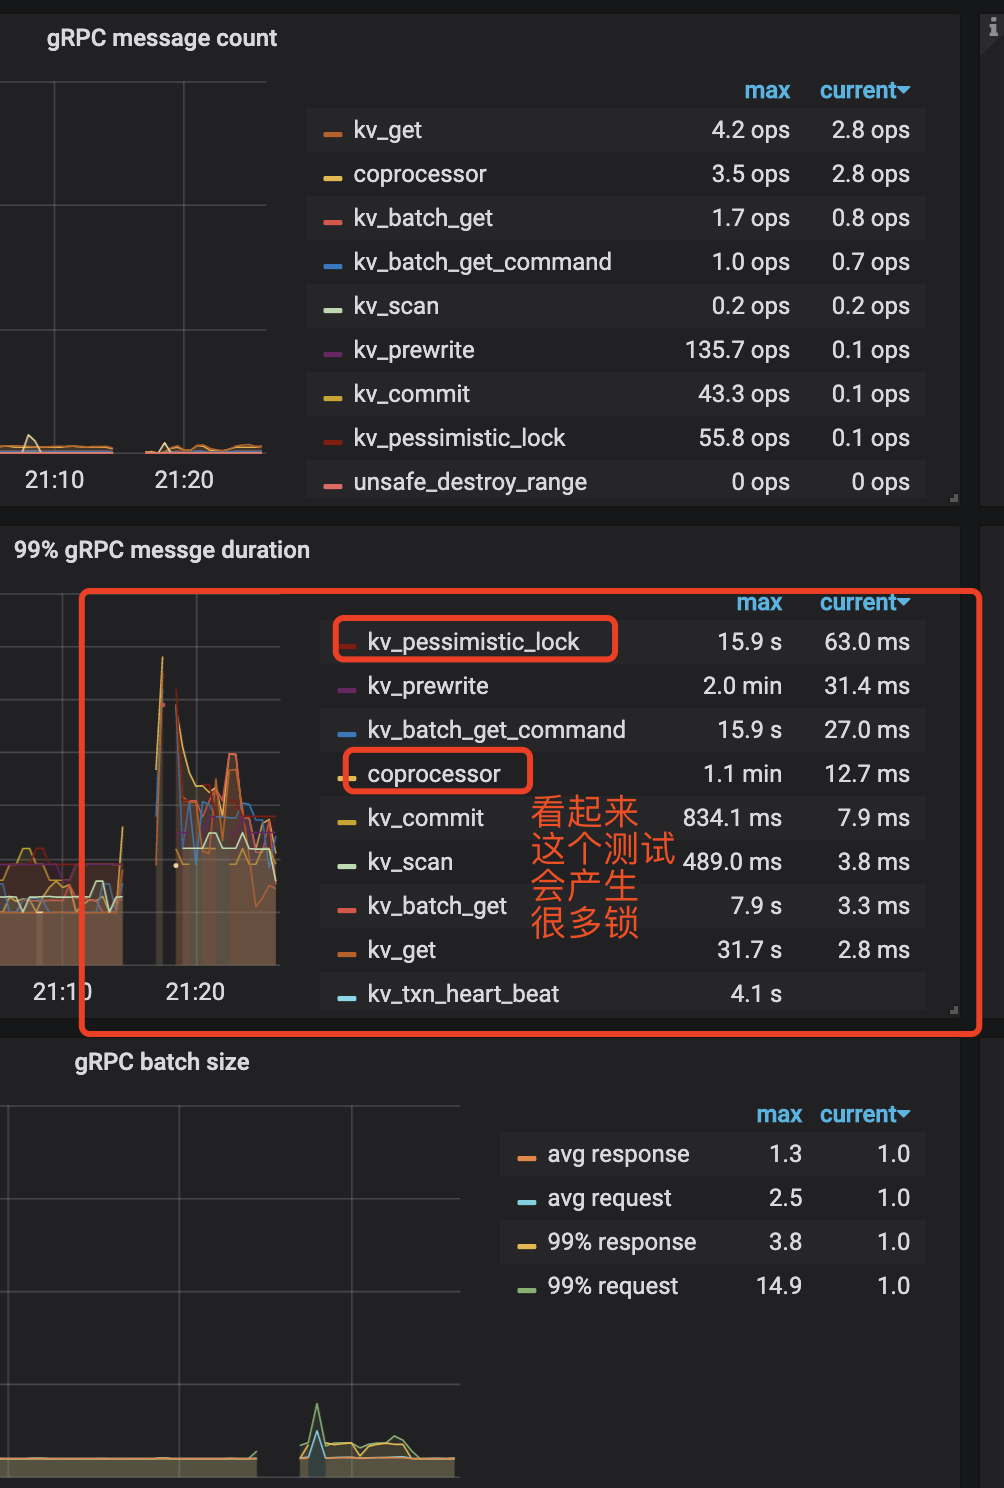 gRPC message count
max current
kv_get 4.2 ops 2.8 ops
coprocessor 3.5 ops 2.8 ops
kv_batch_get 1.7 ops 0.8 ops
kv_batch_get_command 1.0 ops 0.7 ops
kv_scan 0.2 ops 0.2 ops
kv_prewrite 135.7 ops 0.1 ops
kv_commit 43.3 ops 0.1 ops
kv_pessimistic_lock 55.8 ops 0.1 ops
unsafe_destroy_range 0 ops 0 ops
21:10 21:20
99% gRPC messge duration
max current
kv_pessimistic_lock 15.9 s 63.0 ms
kv_prewrite 2.0 min 31.4 ms
kv_batch_get_command 15.9 s 27.0 ms
coprocessor 1.1 min 12.7 ms
kv_commit 834.1 ms 7.9 ms
kv_scan 489.0 ms 3.8 ms
kv_batch_get 7.9 s 3.3 ms
kv_get 31.7 s 2.8 ms
kv_txn_heart_beat 4.1 s
看起来
这个测试
会产生
很多锁
21:10 21:20
gRPC batch size
max current
avg response 1.3 1.0
avg request 2.5 1.0
99% response 3.8 1.0
99% request 14.9 1.0